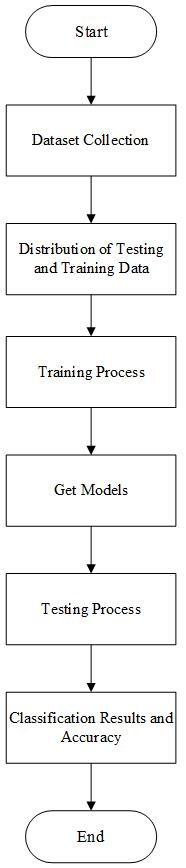 Start
Dataset Collection
Distribution of Testing
and Training Data
Training Process
Get Models
Testing Process
Classification Results and
Accuracy
End